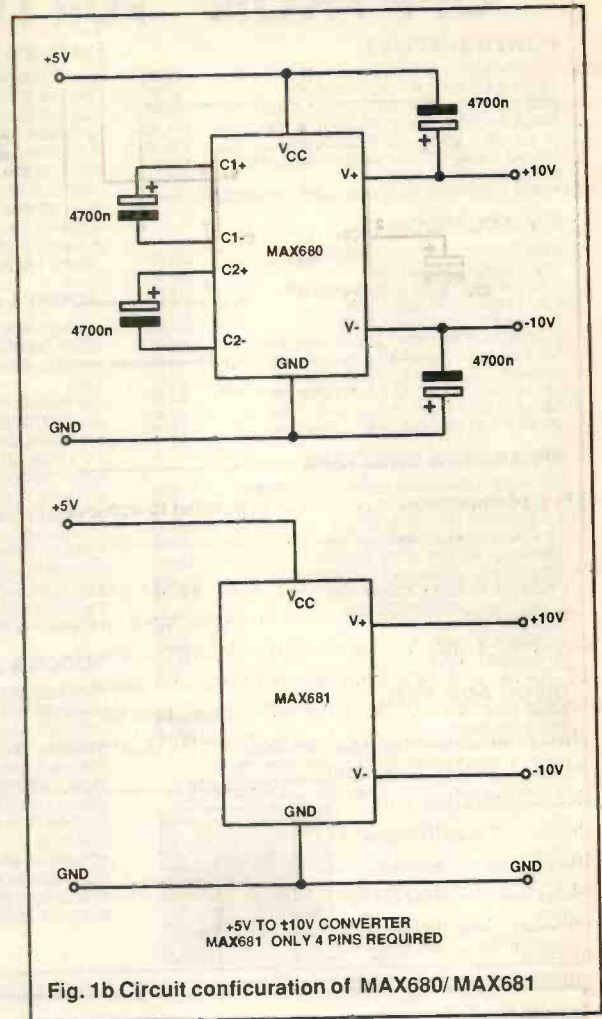 +5V
4700n
+
VCC
C1+
V+
+10V
+
4700n
C1-
MAX680
C2+
+
4700n
C2-
V-
-10V
4700n
GND
+
GND
+5V
VCC
V+
+10V
MAX681
V-
-10V
GND
GND
GND
+5V TO ±10V CONVERTER
MAX681 ONLY 4 PINS REQUIRED
Fig. 1b Circuit conficuration of MAX680/ MAX681